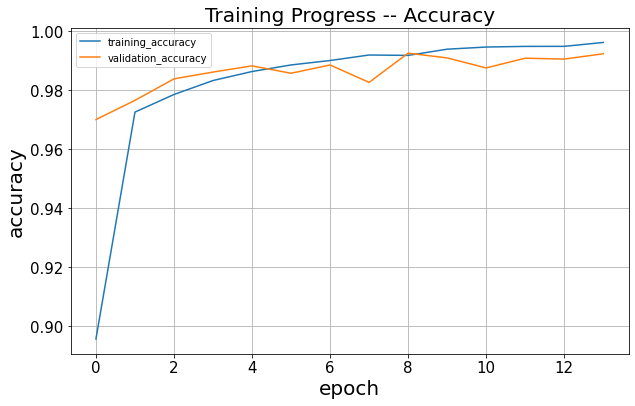 Training Progress -- Accuracy
training_accuracy
validation_accuracy
1.00
0.98
0.96
0.94
0.92
0.90
accuracy
0 2 4 6 8 10 12
epoch